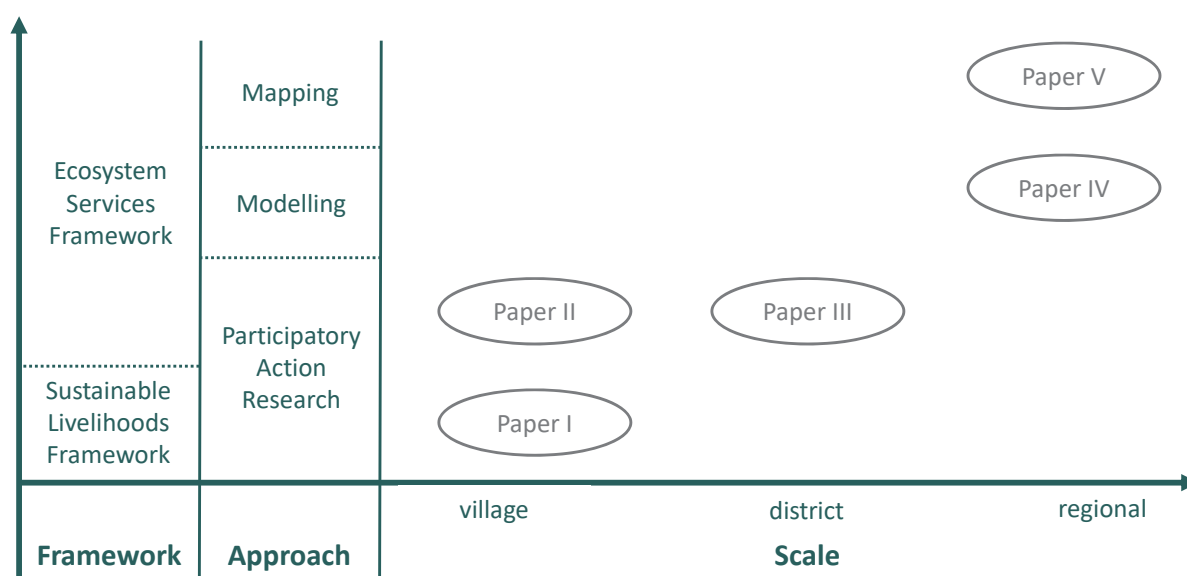 Ecosystem
Services
Framework
Sustainable
Livelihoods
Framework
Mapping
Modelling
Participatory
Action
Research
Paper V
Paper IV
Paper II
Paper III
Paper I
village
district
regional
Framework
Approach
Scale